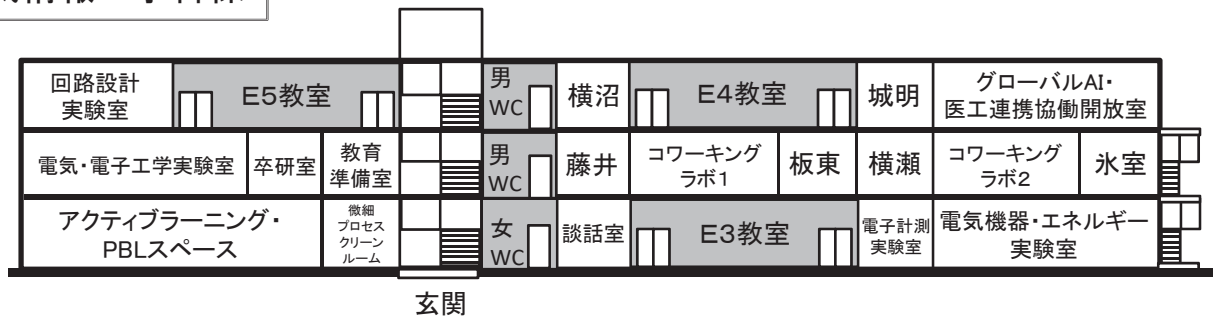 回路設計
実験室
E5教室
男
WC
横沼
E4教室
城明
グローバルAI・
医工連携協働開放室
電気・電子工学実験室
卒研室
教育
準備室
男
WC
藤井
コワーキング
ラボ1
板東
横瀬
コワーキング
ラボ2
氷室
アクティブラーニング・
PBLスペース
微細
プロセス
クリーン
ルーム
女
WC
談話室
E3教室
電子計測
実験室
電気機器・エネルギー
実験室
玄関